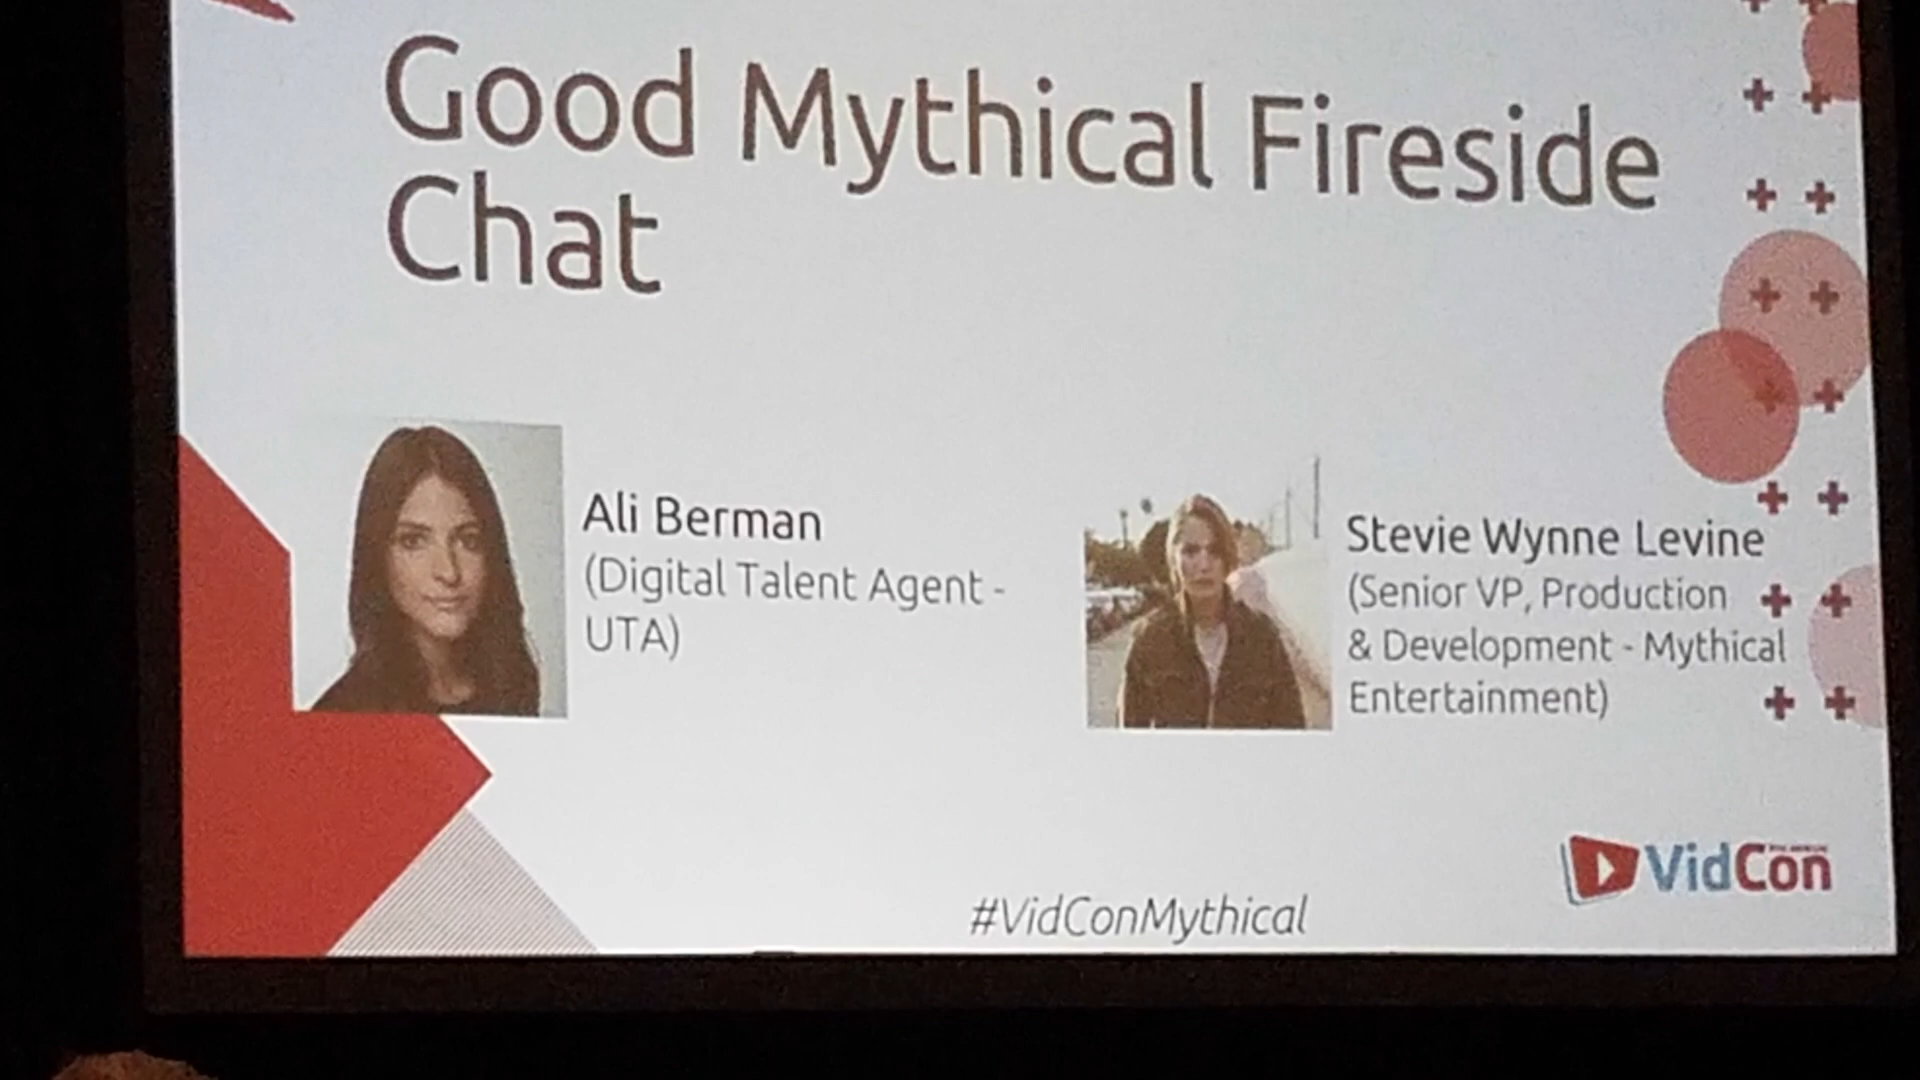 Good Mythical Fireside
Chat
Ali Berman
(Digital Talent Agent -
UTA)
Stevie Wynne Levine
(Senior VP, Production
& Development - Mythical
Entertainment)
#VidConMythical
VidCon